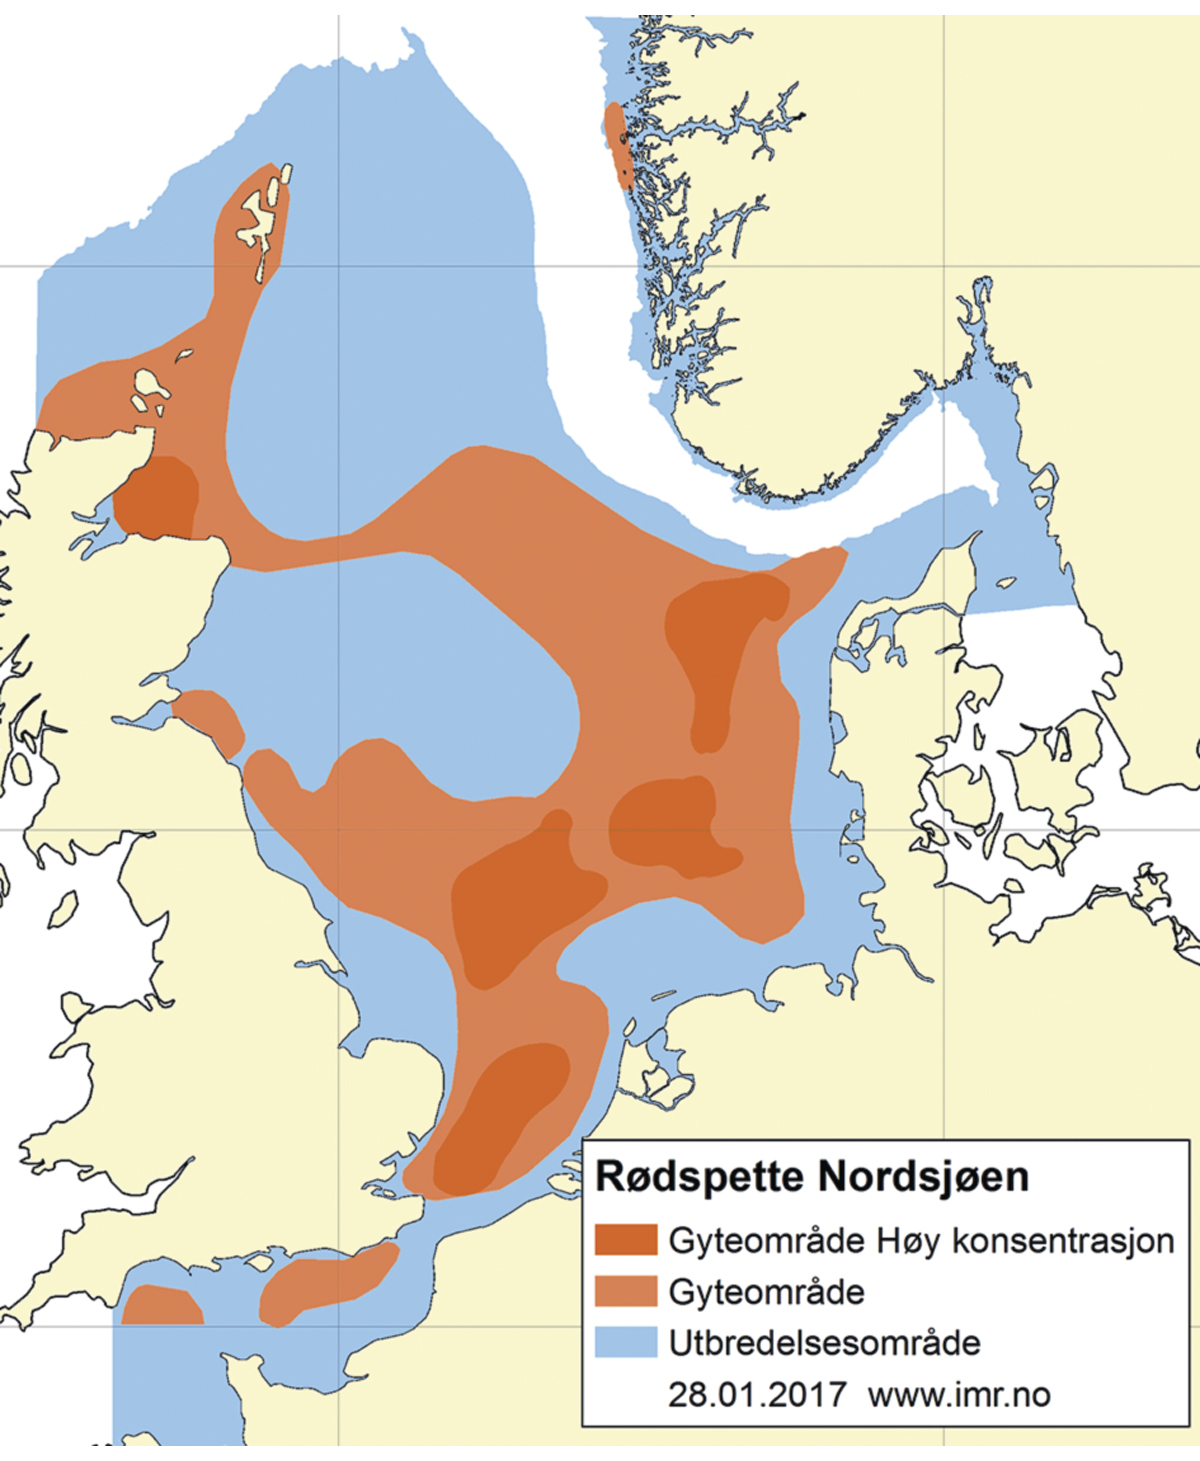 Rødspette Nordsjøen
Gyteområde Høy konsentrasjon
Gyteområde
Utbredelsesområde
28.01.2017 www.imr.no